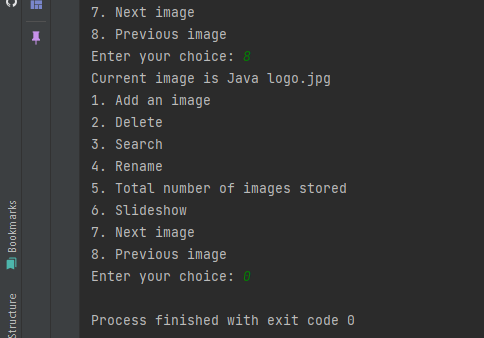 7. Next image
8. Previous image
Enter your choice: 8
Current image is Java logo.jpg
1. Add an image
2. Delete
3. Search
4. Rename
5. Total number of images stored
6. Slideshow
7. Next image
8. Previous image
Enter your choice: 0
Process finished with exit code 0
Bookmarks
Structure